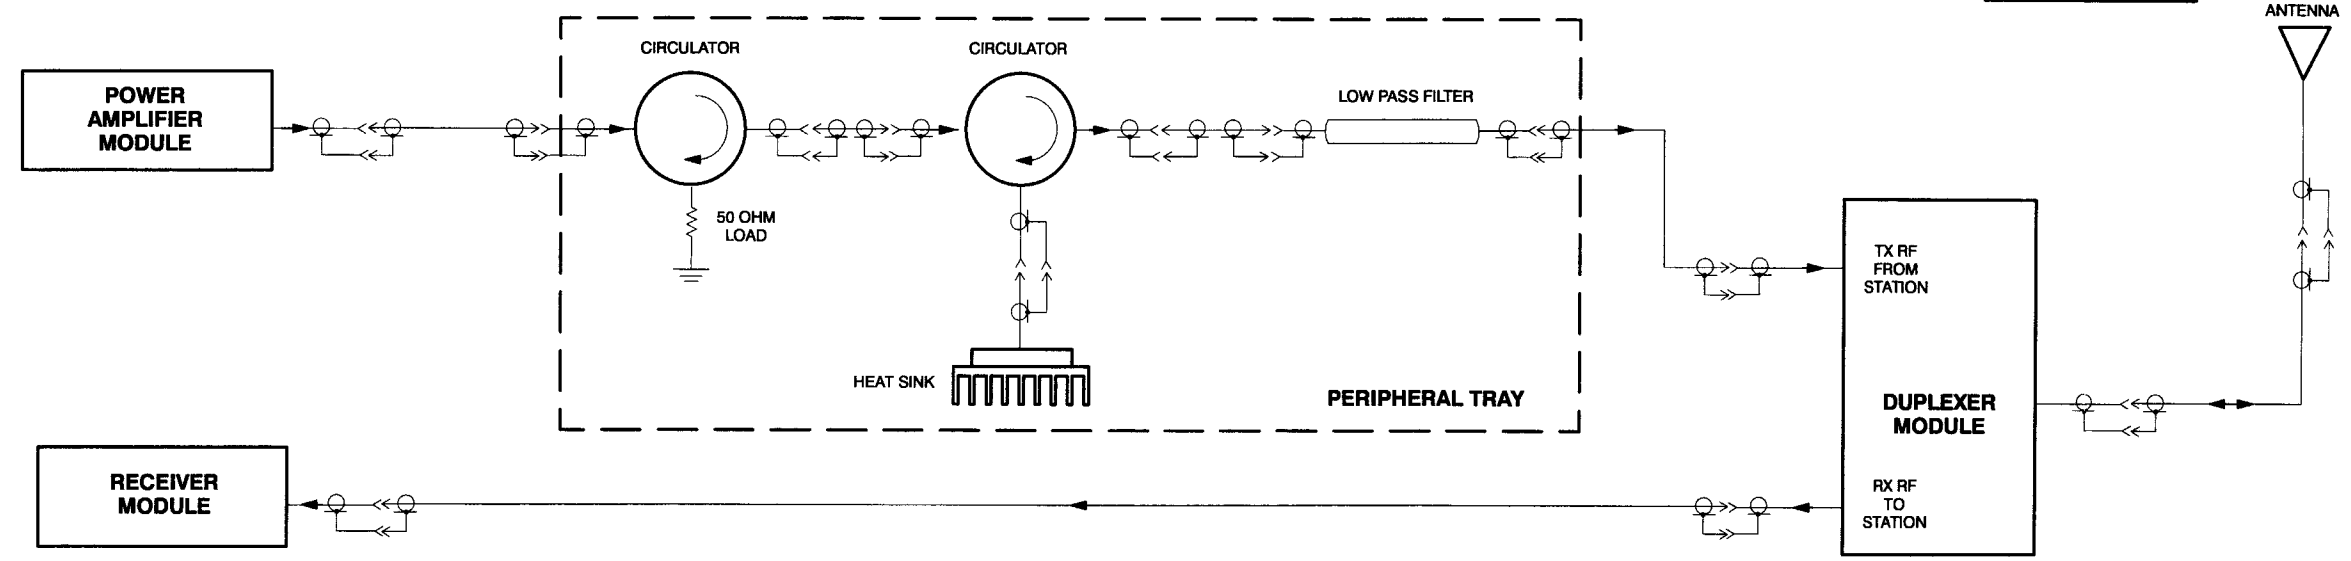 ANTENNA
CIRCULATOR
CIRCULATOR
POWER
AMPLIFIER
MODULE
LOW PASS FILTER
50 OHM
LOAD
TX RF
FROM
STATION
HEAT SINK
PERIPHERAL TRAY
DUPLEXER
MODULE
RECEIVER
MODULE
RX RF
TO
STATION